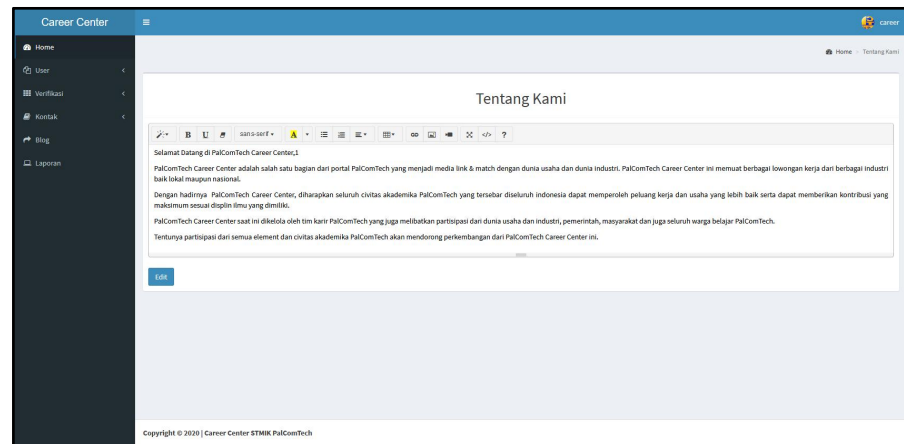 Career Center
career
Home
Home > Tentang Kami
User
Verifikasi
Kontak
Blog
Laporan
Tentang Kami
B U sans-serif A </> ?
Selamat Datang di PalComTech Career Center,1
PalComTech Career Center adalah salah satu bagian dari portal PalComTech yang menjadi media link & match dengan dunia usaha dan dunia industri. PalComTech Career Center ini memuat berbagai lowongan kerja dari berbagai industri
baik lokal maupun nasional.
Dengan hadirnya PalComTech Career Center, diharapkan seluruh civitas akademika PalComTech yang tersebar diseluruh indonesia dapat memperoleh peluang kerja dan usaha yang lebih baik serta dapat memberikan kontribusi yang
maksimum sesuai displin ilmu yang dimiliki.
PalComTech Career Center saat ini dikelola oleh tim karir PalComTech yang juga melibatkan partisipasi dari dunia usaha dan industri, pemerintah, masyarakat dan juga seluruh warga belajar PalComTech.
Tentunya partisipasi dari semua element dan civitas akademika PalComTech akan mendorong perkembangan dari PalComTech Career Center ini.
Edit
Copyright © 2020 | Career Center STMIK PalComTech